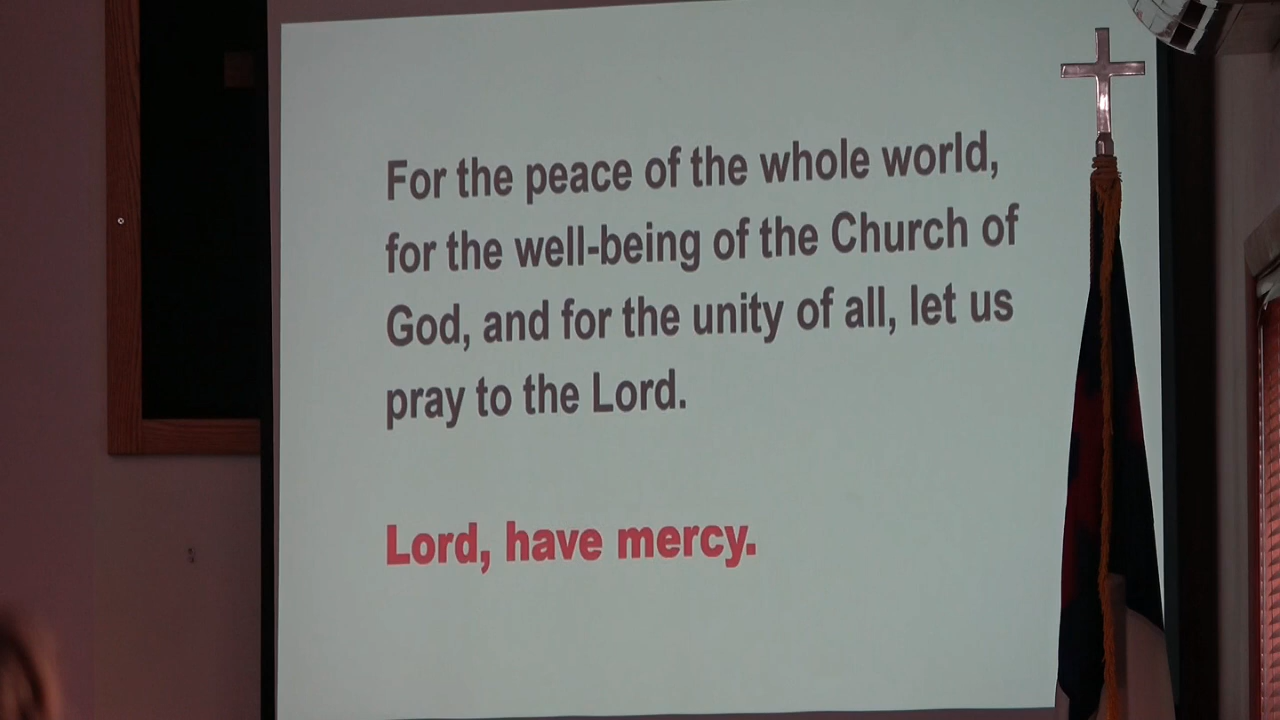 For the peace of the whole world,
for the well-being of the Church of
God, and for the unity of all, let us
pray to the Lord.
Lord, have mercy.